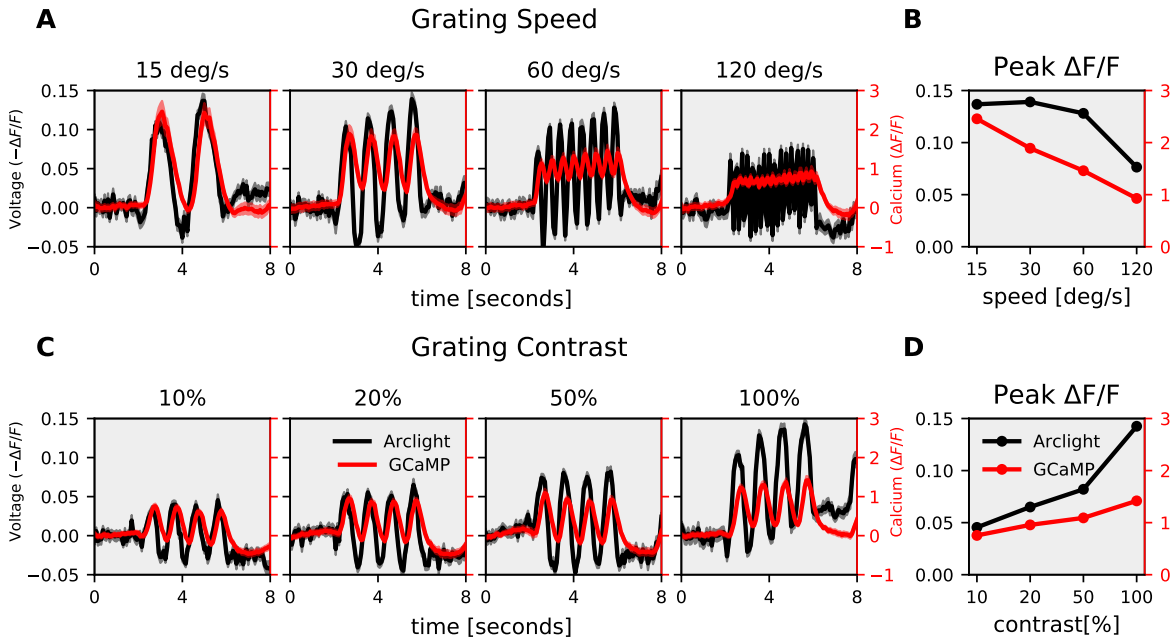 A
Grating Speed
B
15 deg/s
30 deg/s
60 deg/s
120 deg/s
Peak ΔF/F
Voltage (−ΔF/F)
0.15
0.10
0.05
0.00
−0.05
0 4 8
0 4 8
0 4 8
0 4 8
3
2
1
0
−1
Calcium (ΔF/F)
time [seconds]
0.15
0.10
0.05
0.00
3
2
1
0
15 30 60 120
speed [deg/s]
C
Grating Contrast
D
10%
20%
50%
100%
Peak ΔF/F
Voltage (−ΔF/F)
0.15
0.10
0.05
0.00
−0.05
Arclight
GCaMP
0 4 8
0 4 8
0 4 8
0 4 8
3
2
1
0
−1
Calcium (ΔF/F)
time [seconds]
0.15
0.10
0.05
0.00
Arclight
GCaMP
3
2
1
0
10 20 50 100
contrast[%]